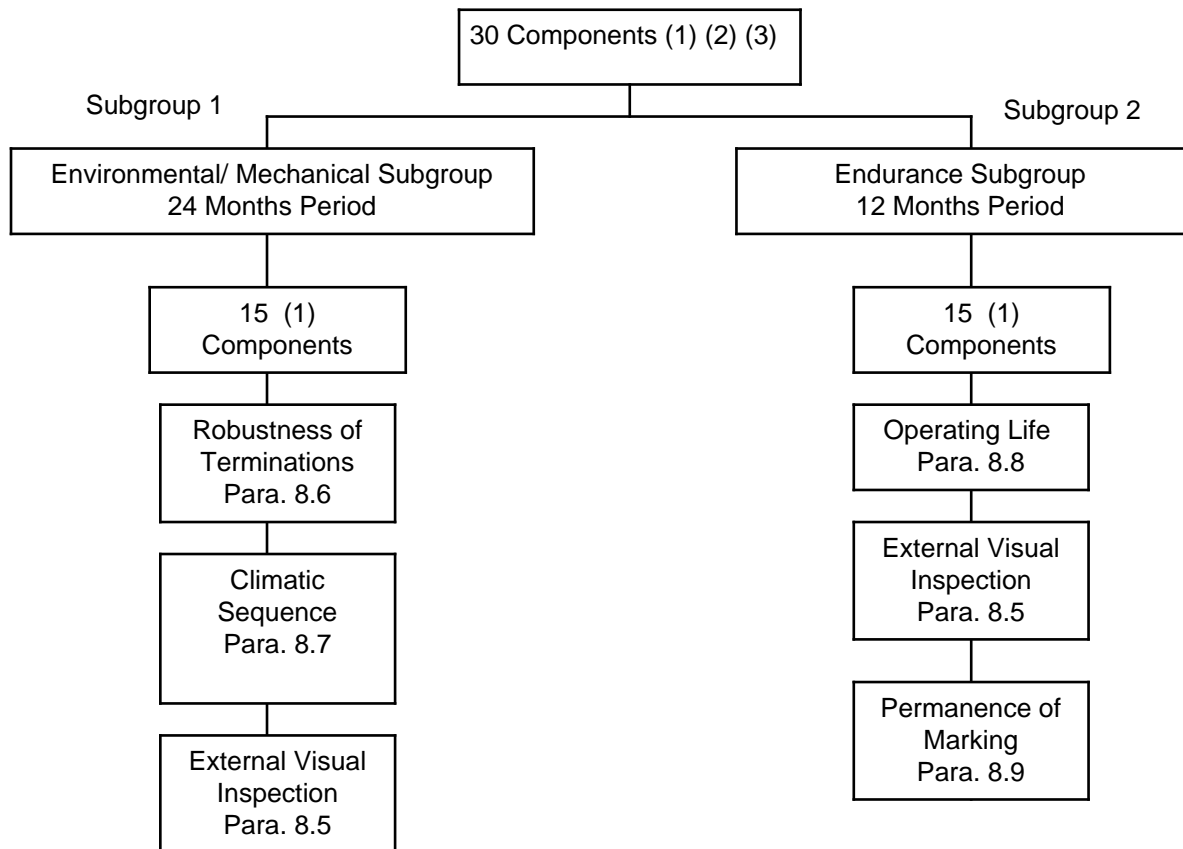 30 Components (1) (2) (3)
Subgroup 1
Subgroup 2
Environmental/ Mechanical Subgroup
24 Months Period
Endurance Subgroup
12 Months Period
15 (1)
Components
15 (1)
Components
Robustness of
Terminations
Para. 8.6
Operating Life
Para. 8.8
Climatic
Sequence
Para. 8.7
External Visual
Inspection
Para. 8.5
External Visual
Inspection
Para. 8.5
Permanence of
Marking
Para. 8.9